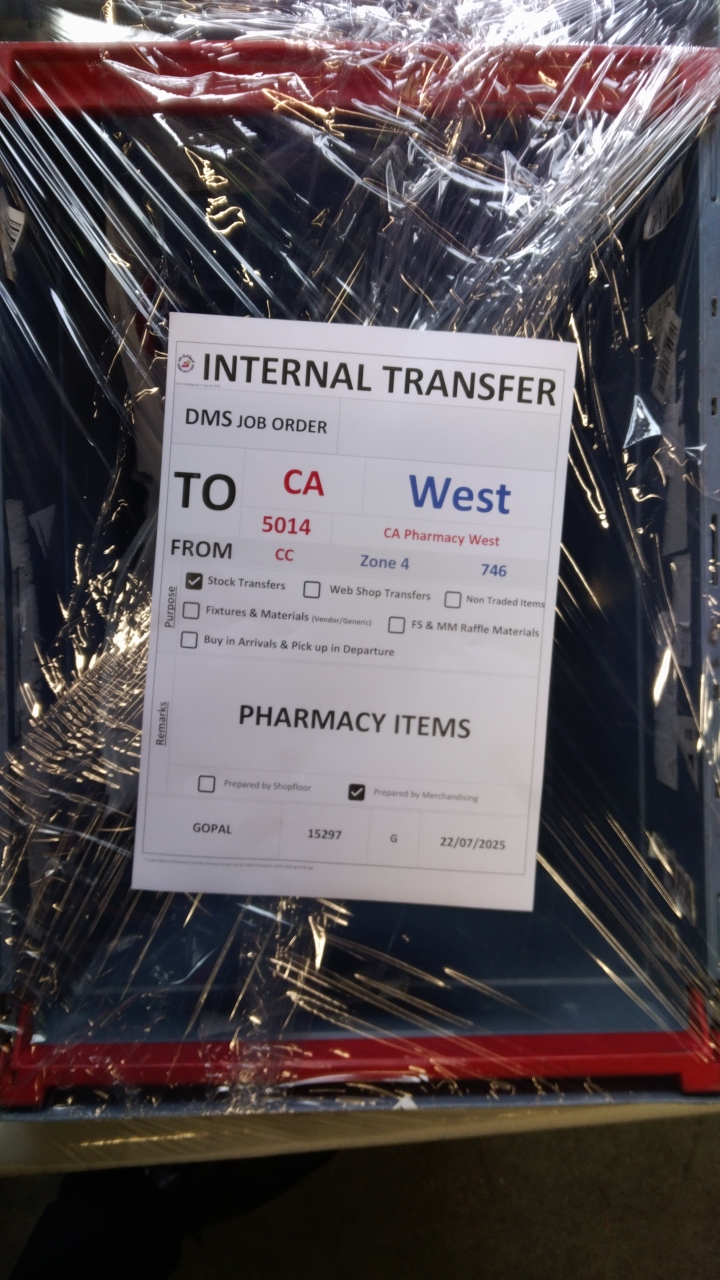 INTERNAL TRANSFER
DMS JOB ORDER
TO CA West
5014 CA Pharmacy West
FROM CC Zone 4 746
Purpose
Stock Transfers Web Shop Transfers Non Traded Items
Fixtures & Materials (Vendor/Generic) FS & MM Raffle Materials
Buy in Arrivals & Pick up in Departure
Remarks
PHARMACY ITEMS
Prepared by Shopfloor Prepared by Merchandising
GOPAL 15297 G 22/07/2025